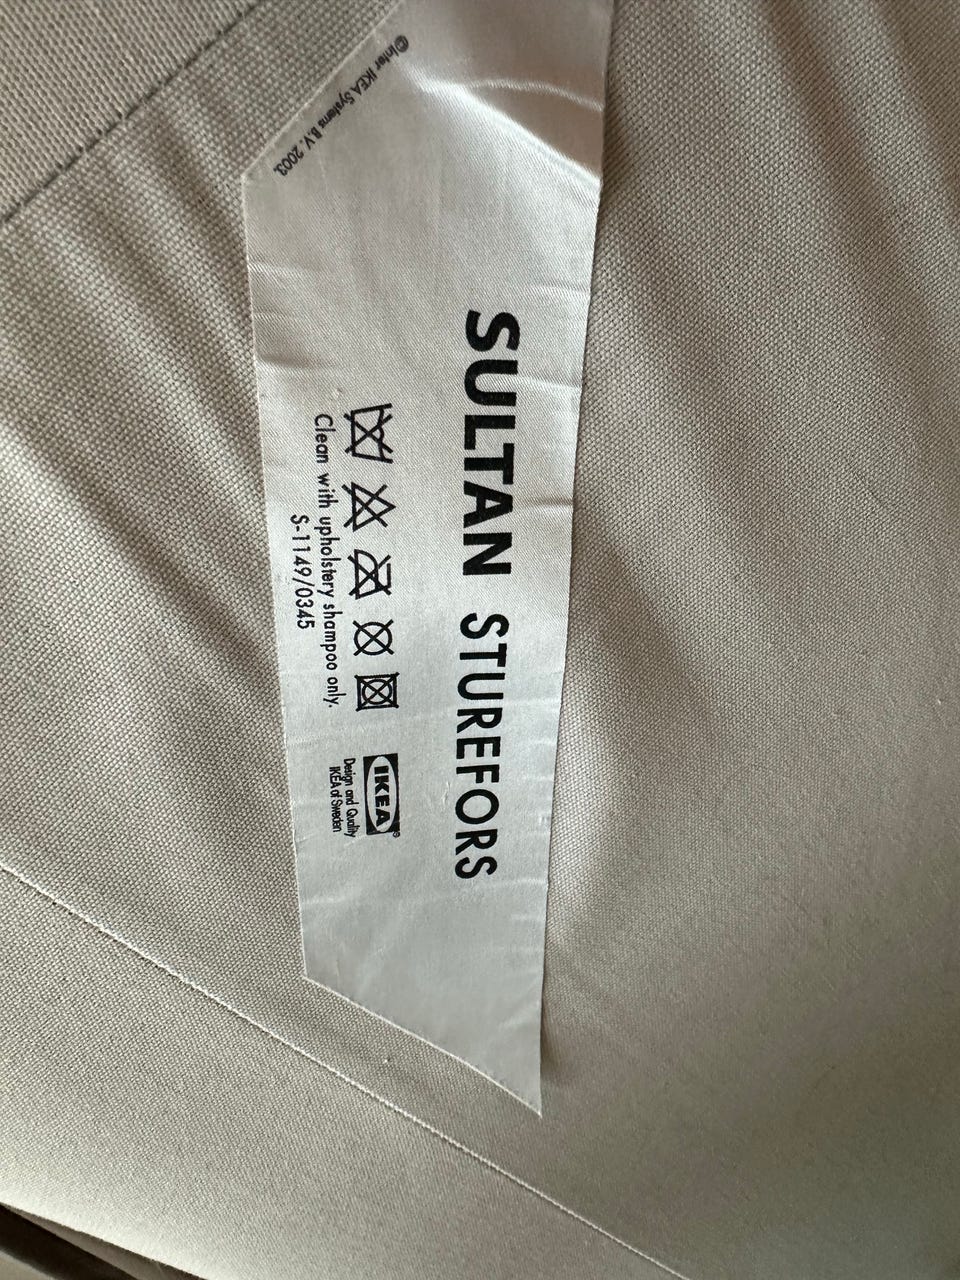 SULTAN STUREFORS
Clean with upholstery shampoo only.
S-1149/0345
IKEA®
Design and Quality
IKEA of Sweden
©Inter IKEA Systems B.V. 2003.